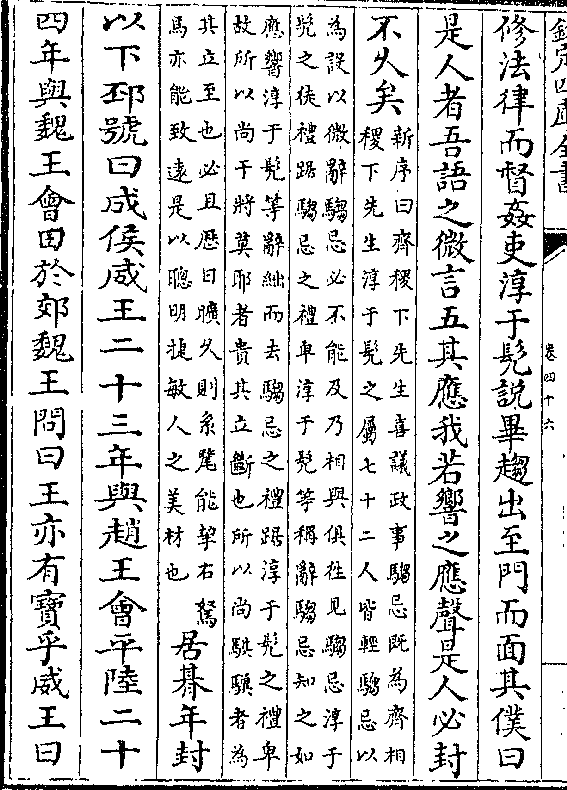 欽定四庫全書
卷四十六
修法律而督姦吏淳于髡說畢趨出至門而面其僕曰
是人者吾語之微言五其應我若響之應聲是人必封
不久矣
新序曰齊稷下先生喜議政事騶忌既為齊相
稷下先生淳于髡之屬七十二人皆輕騶忌以
為設以微辭騶忌必不能及乃相與俱往見騶忌淳于
髡之徒禮踞騶忌之禮卑淳于髡等稱辭騶忌知之如
應響淳于髡等辭絀而去騶忌之禮踞淳于髡之禮卑
故所以尚干將莫耶者貴其立斷也所以尚騏驥者為
其立至也必且歷日曠久則糸氂能挈右駑
馬亦能致遠是以聰明捷敏人之美材也
居朞年封
以下邳號曰成侯威王二十三年與趙王會平陸二十
四年與魏王會田於郊魏王問曰王亦有寶乎威王曰